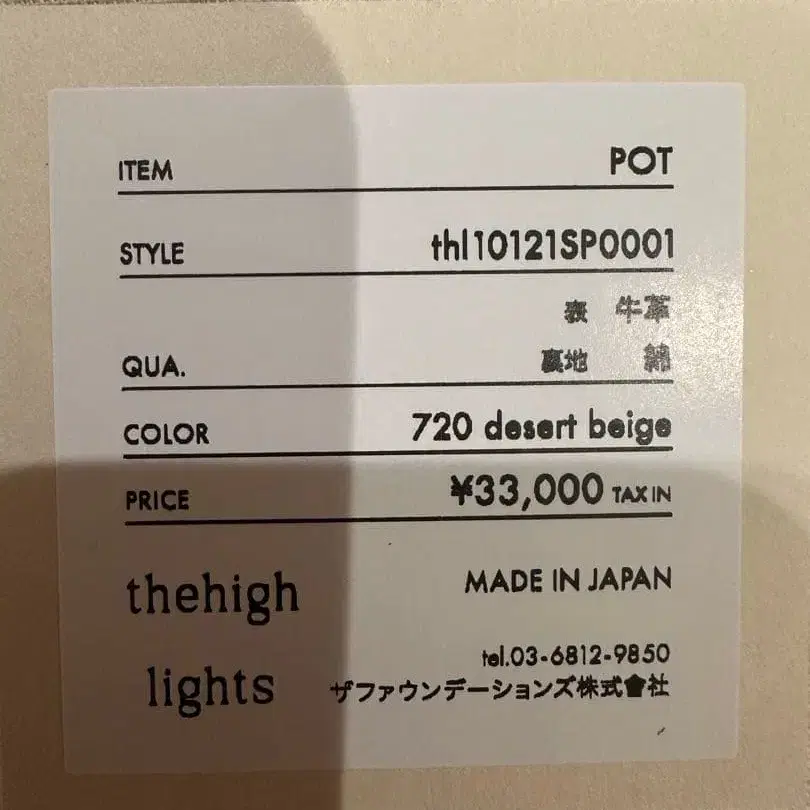 ITEM POT
STYLE thl10121SP0001
表 牛革
QUA. 裏地 綿
COLOR 720 desert beige
PRICE ¥33,000 TAX IN
thehigh
lights
MADE IN JAPAN
tel.03-6812-9850
ザファウンデーションズ株式會社